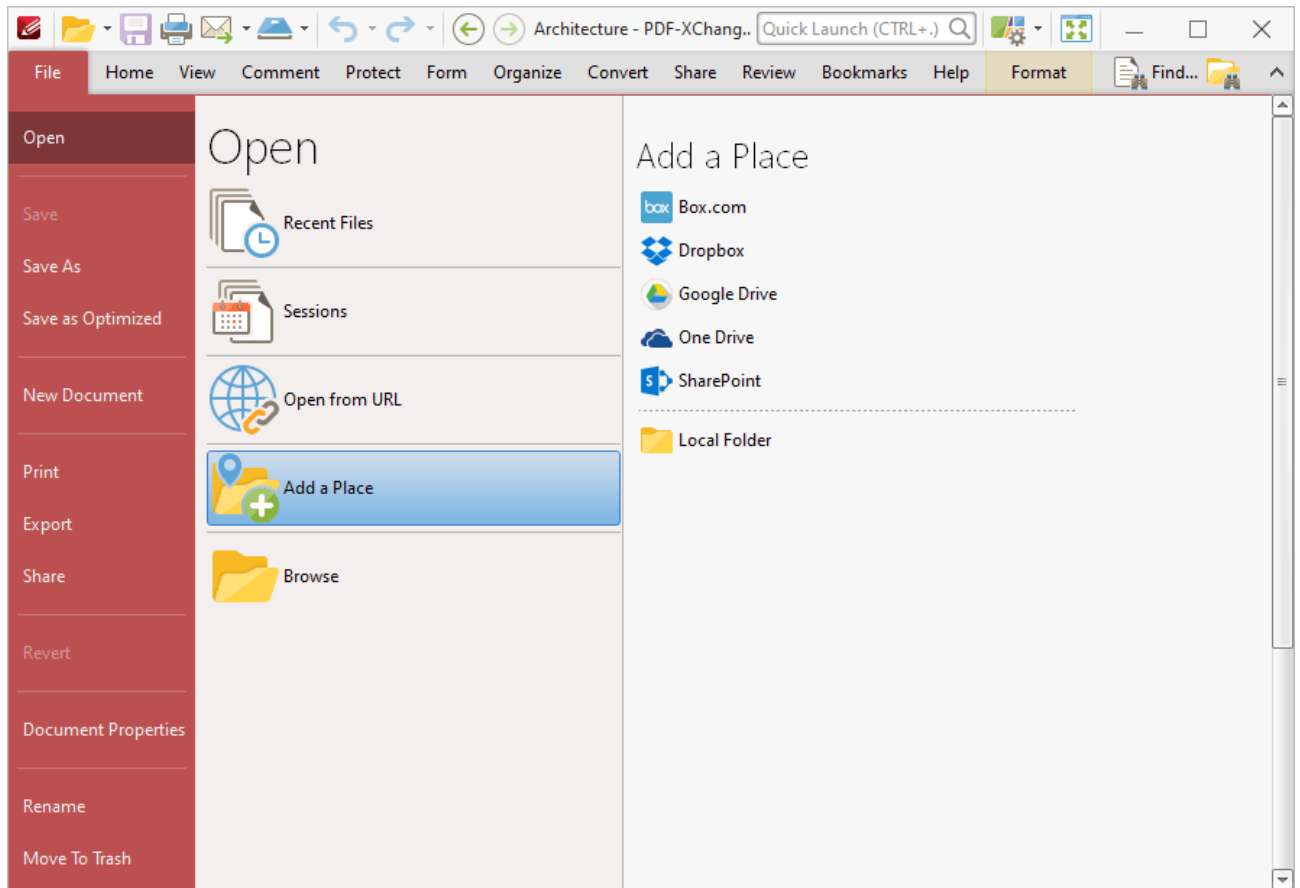 Architecture - PDF-XChang.. Quick Launch (CTRL+.)
File Home View Comment Protect Form Organize Convert Share Review Bookmarks Help Format Find...
Open
Save
Save As
Save as Optimized
New Document
Print
Export
Share
Revert
Document Properties
Rename
Move To Trash
Open
Recent Files
Sessions
Open from URL
Add a Place
Browse
Add a Place
box Box.com
Dropbox
Google Drive
One Drive
S SharePoint
Local Folder